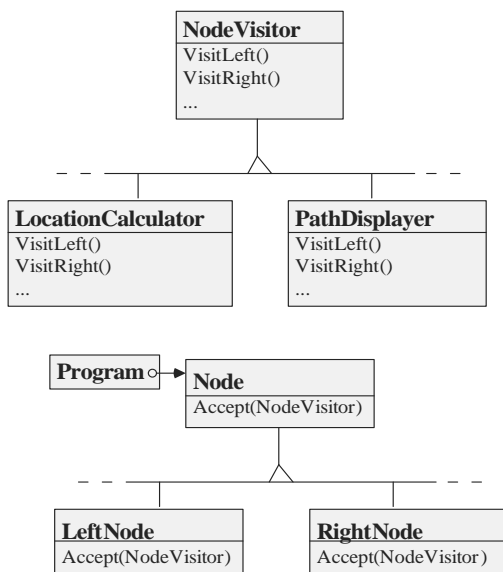 NodeVisitor
VisitLeft()
VisitRight()
...
LocationCalculator
VisitLeft()
VisitRight()
...
PathDisplayer
VisitLeft()
VisitRight()
...
Program
Node
Accept(NodeVisitor)
LeftNode
Accept(NodeVisitor)
RightNode
Accept(NodeVisitor)